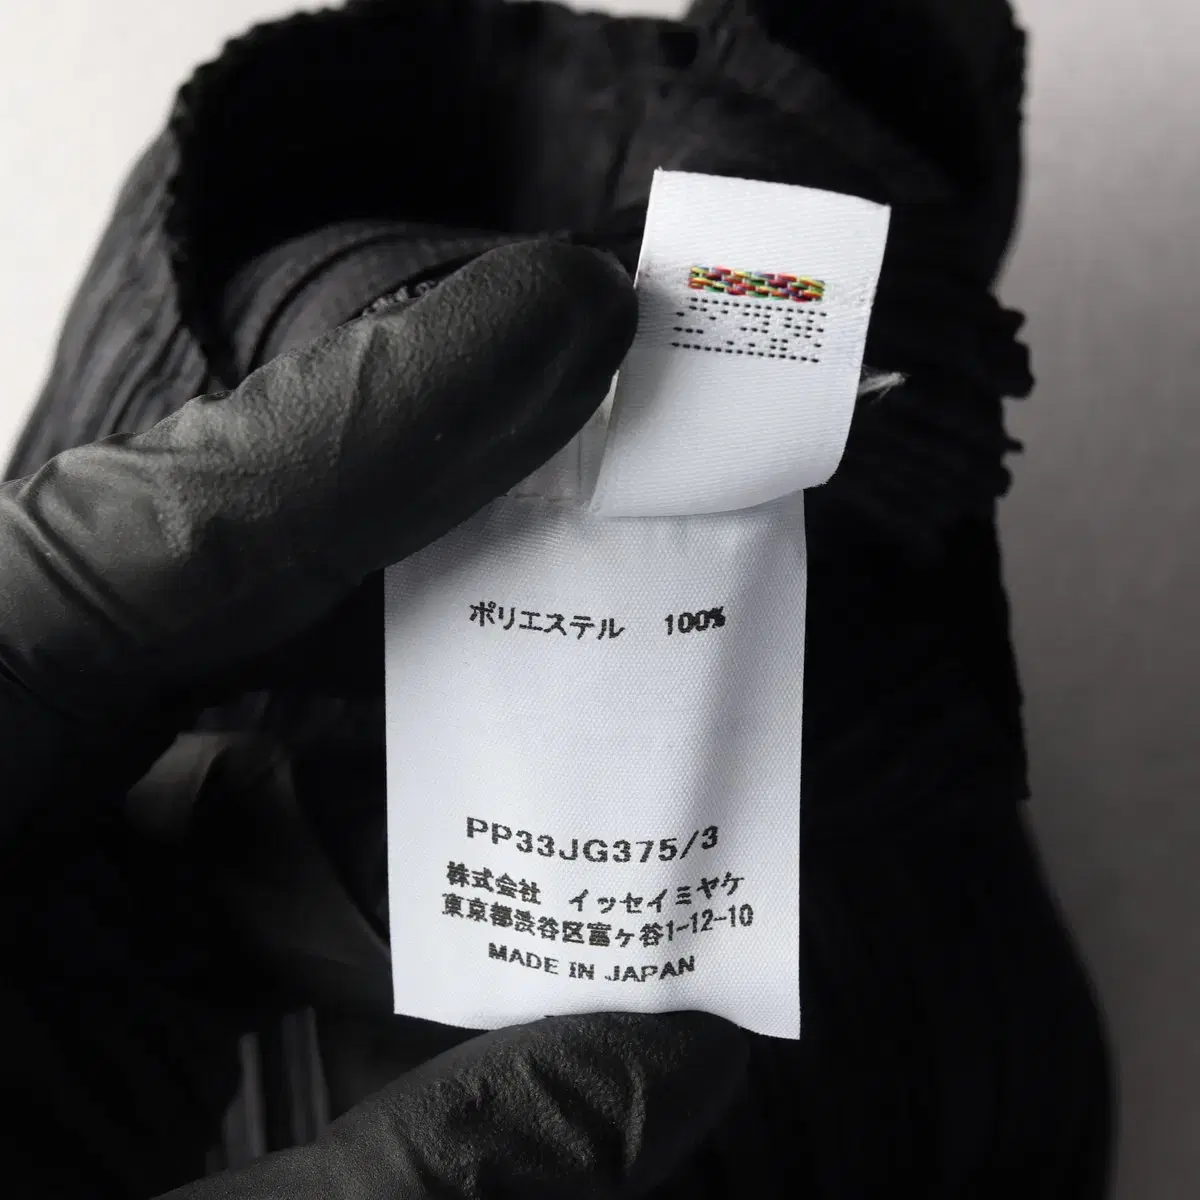 ポリエステル 100%
PP33JG375/3
株式会社 イッセイミヤケ
東京都渋谷区富ヶ谷1-12-10
MADE IN JAPAN